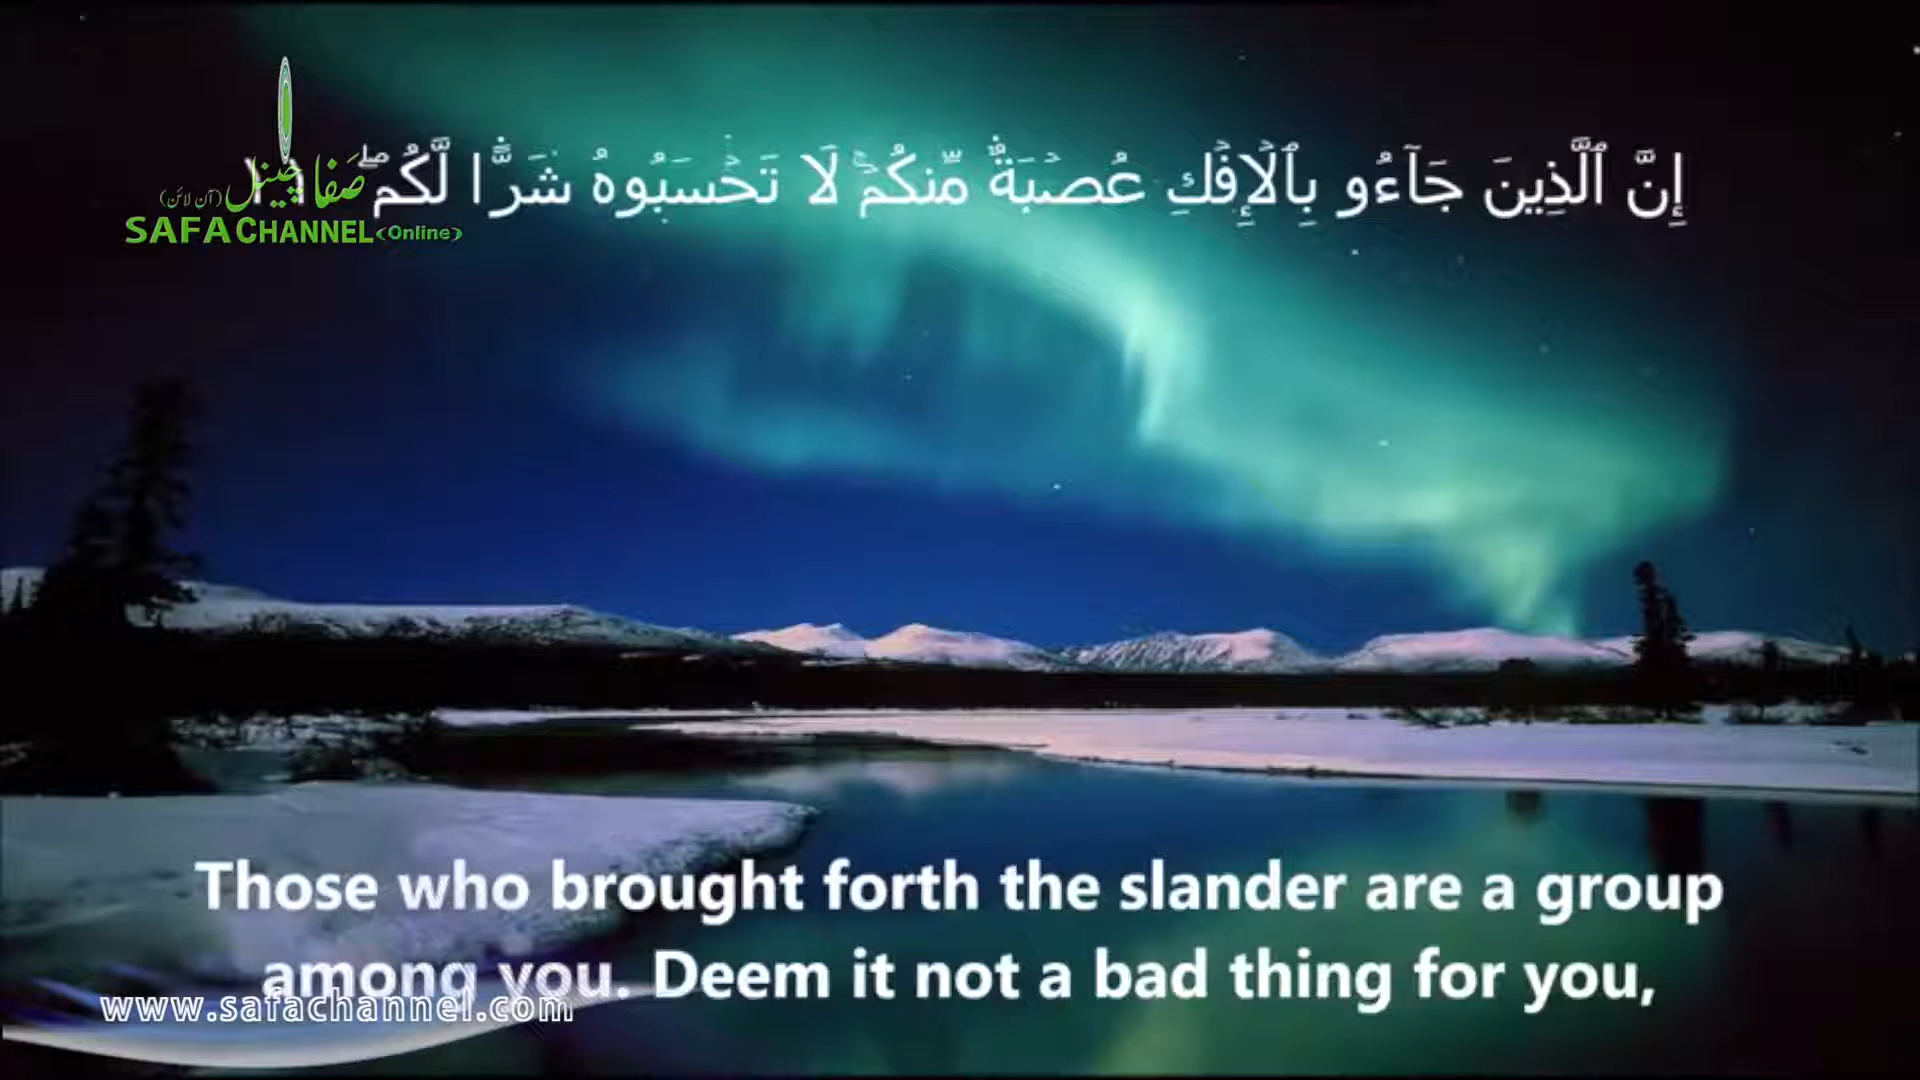 إِنَّ ٱلَّذِينَ جَآءُو بِٱلْإِفْكِ عُصْبَةٌ مِّنكُمْ لَا تَحْسَبُوهُ شَرًّا لَّكُم ۖ
صفا چینل (آن لائن)
SAFA CHANNEL (Online)
Those who brought forth the slander are a group
among you. Deem it not a bad thing for you,
www.safachannel.com